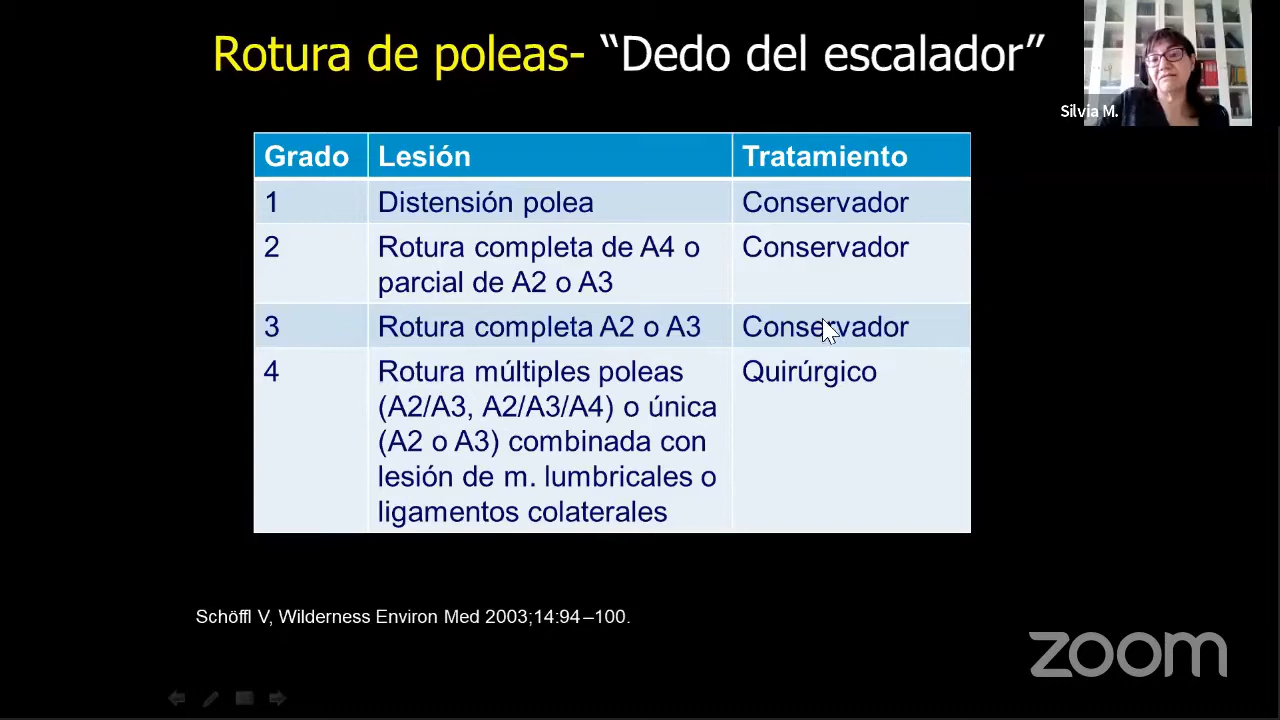 Rotura de poleas- “Dedo del escalador”
Silvia M.
Grado Lesión Tratamiento
1 Distensión polea Conservador
2 Rotura completa de A4 o Conservador
parcial de A2 o A3
3 Rotura completa A2 o A3 Conservador
4 Rotura múltiples poleas Quirúrgico
(A2/A3, A2/A3/A4) o única
(A2 o A3) combinada con
lesión de m. lumbricales o
ligamentos colaterales
Schöffl V, Wilderness Environ Med 2003;14:94–100.
zoom